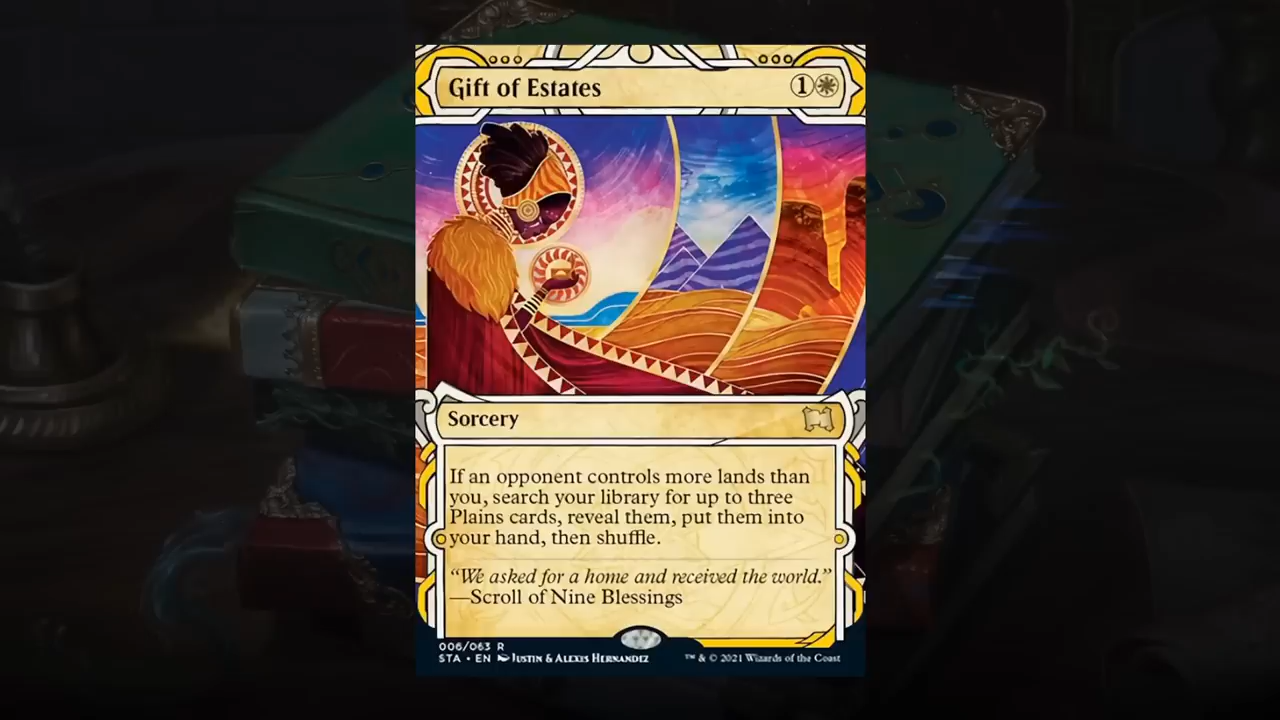 Gift of Estates 1
Sorcery
If an opponent controls more lands than
you, search your library for up to three
Plains cards, reveal them, put them into
your hand, then shuffle.
“We asked for a home and received the world.”
—Scroll of Nine Blessings
006/063 R
STA • EN Justin & Alexis Hernandez ™ & © 2021 Wizards of the Coast